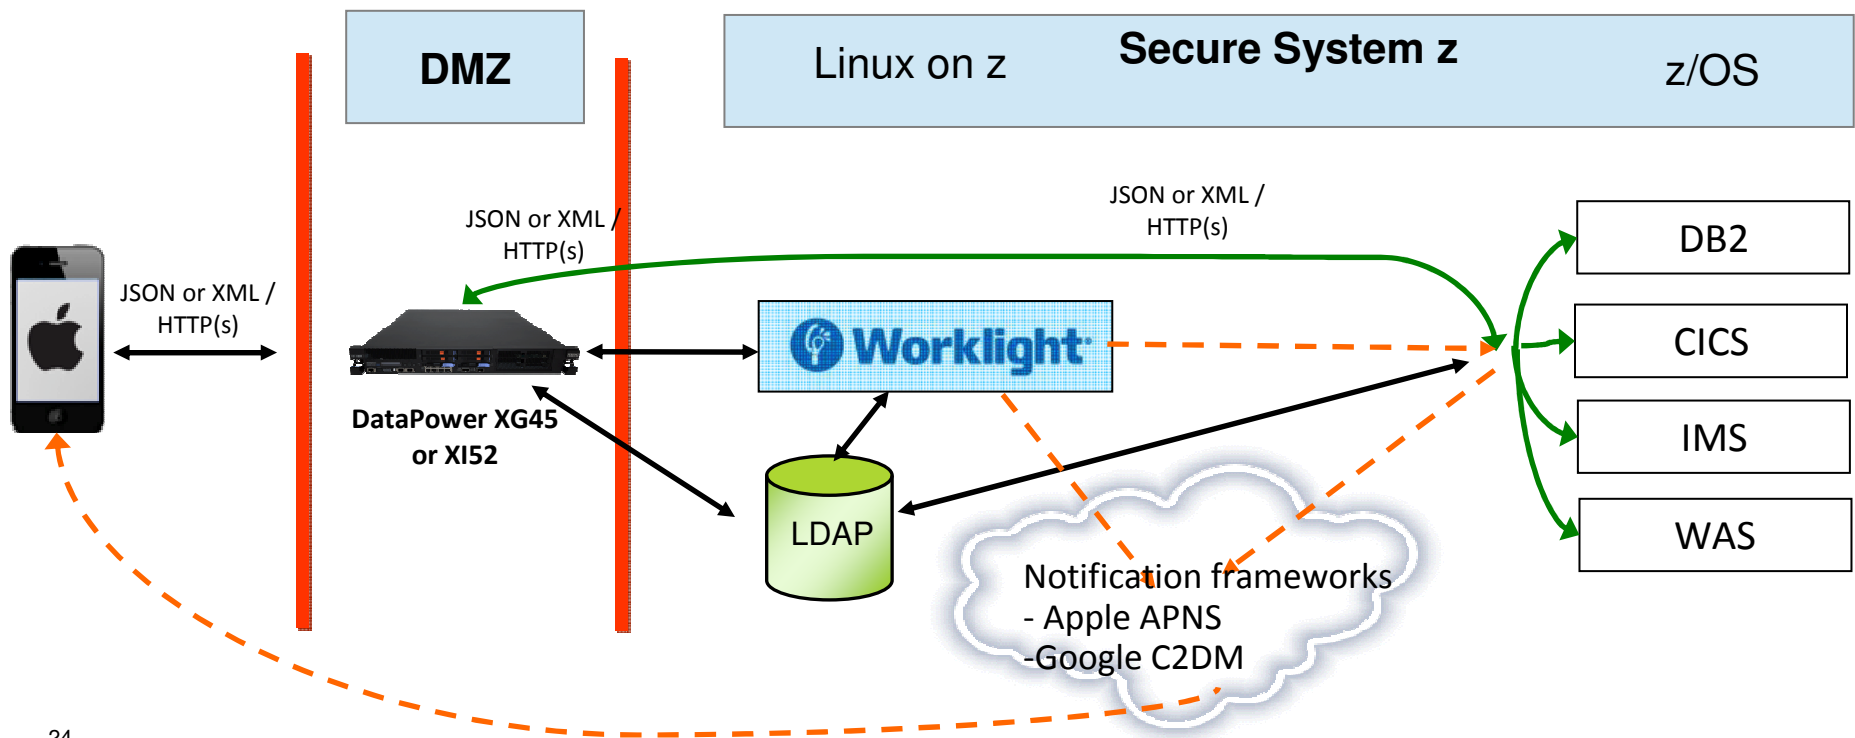 DMZ
Linux on z
Secure System z
z/OS
JSON or XML /
HTTP(s)
JSON or XML /
HTTP(s)
JSON or XML /
HTTP(s)
DB2
CICS
IMS
WAS
Worklight
DataPower XG45
or XI52
LDAP
Notification frameworks
- Apple APNS
-Google C2DM
24